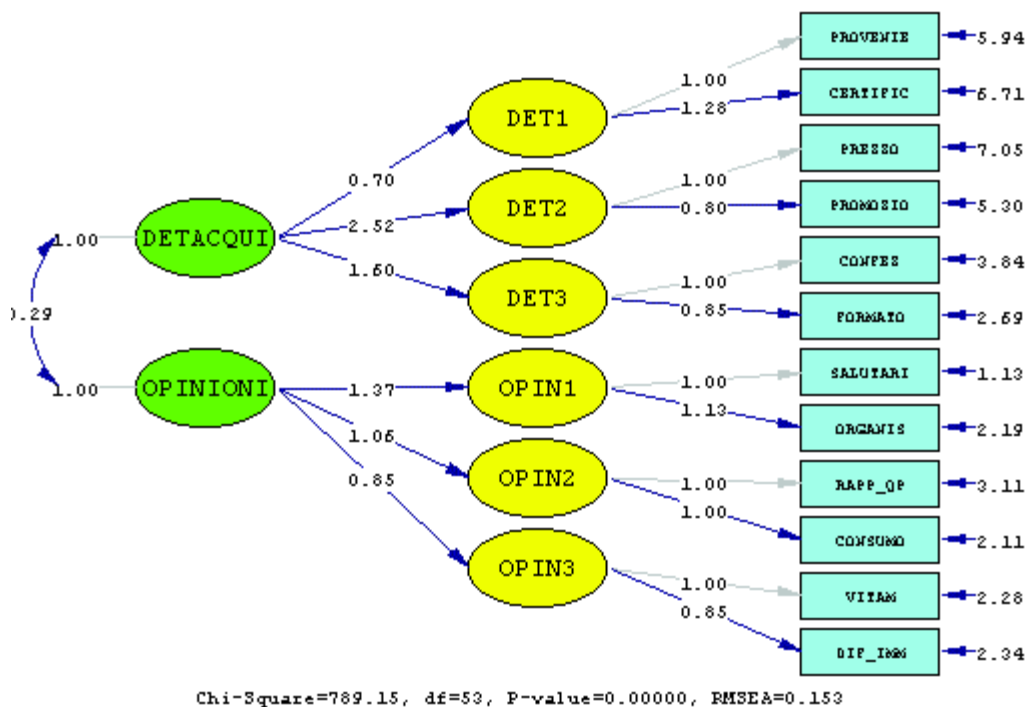 PROVENIE
5.94
1.00
1.28
CERTIFIC
6.71
DET1
PREZZO
7.05
0.70
1.00
0.80
DET2
PROMOZIO
5.30
1.00
DETACQUI
2.52
1.60
1.00
0.85
CONFEZ
3.84
DET3
FORMATO
2.69
0.29
1.00
OPINIONI
1.37
1.06
0.85
OPIN1
1.00
1.13
SALUTARI
1.13
ORGANIS
2.19
OPIN2
1.00
1.00
RAPP_QP
3.11
CONSUMO
2.11
OPIN3
1.00
0.85
VITAM
2.28
DIF_IMM
2.34
Chi-Square=789.15, df=53, P-value=0.00000, RMSEA=0.153